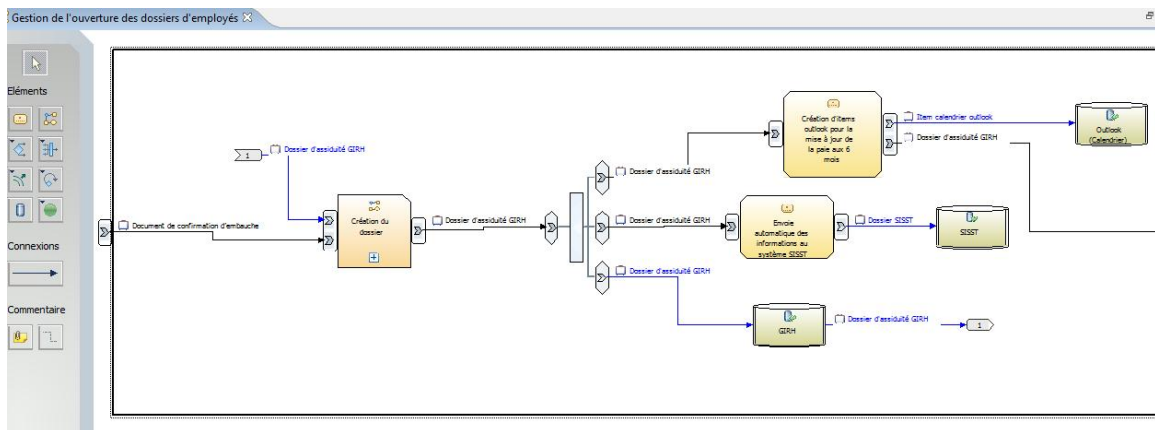 Gestion de l'ouverture des dossiers d'employés
Eléments
Connexions
Commentaire
1
Dossier d'assiduité GIRH
Document de confirmation d'embauche
Création du
dossier
Dossier d'assiduité GIRH
Dossier d'assiduité GIRH
Dossier d'assiduité GIRH
Dossier d'assiduité GIRH
Création d'items
outlook pour la
mise à jour de
la paie aux 6
mois
Item calendrier outlook
Dossier d'assiduité GIRH
Outlook
(Calendrier)
Envoie
automatique des
informations au
système SISST
Dossier SISST
SISST
GIRH
Dossier d'assiduité GIRH
1